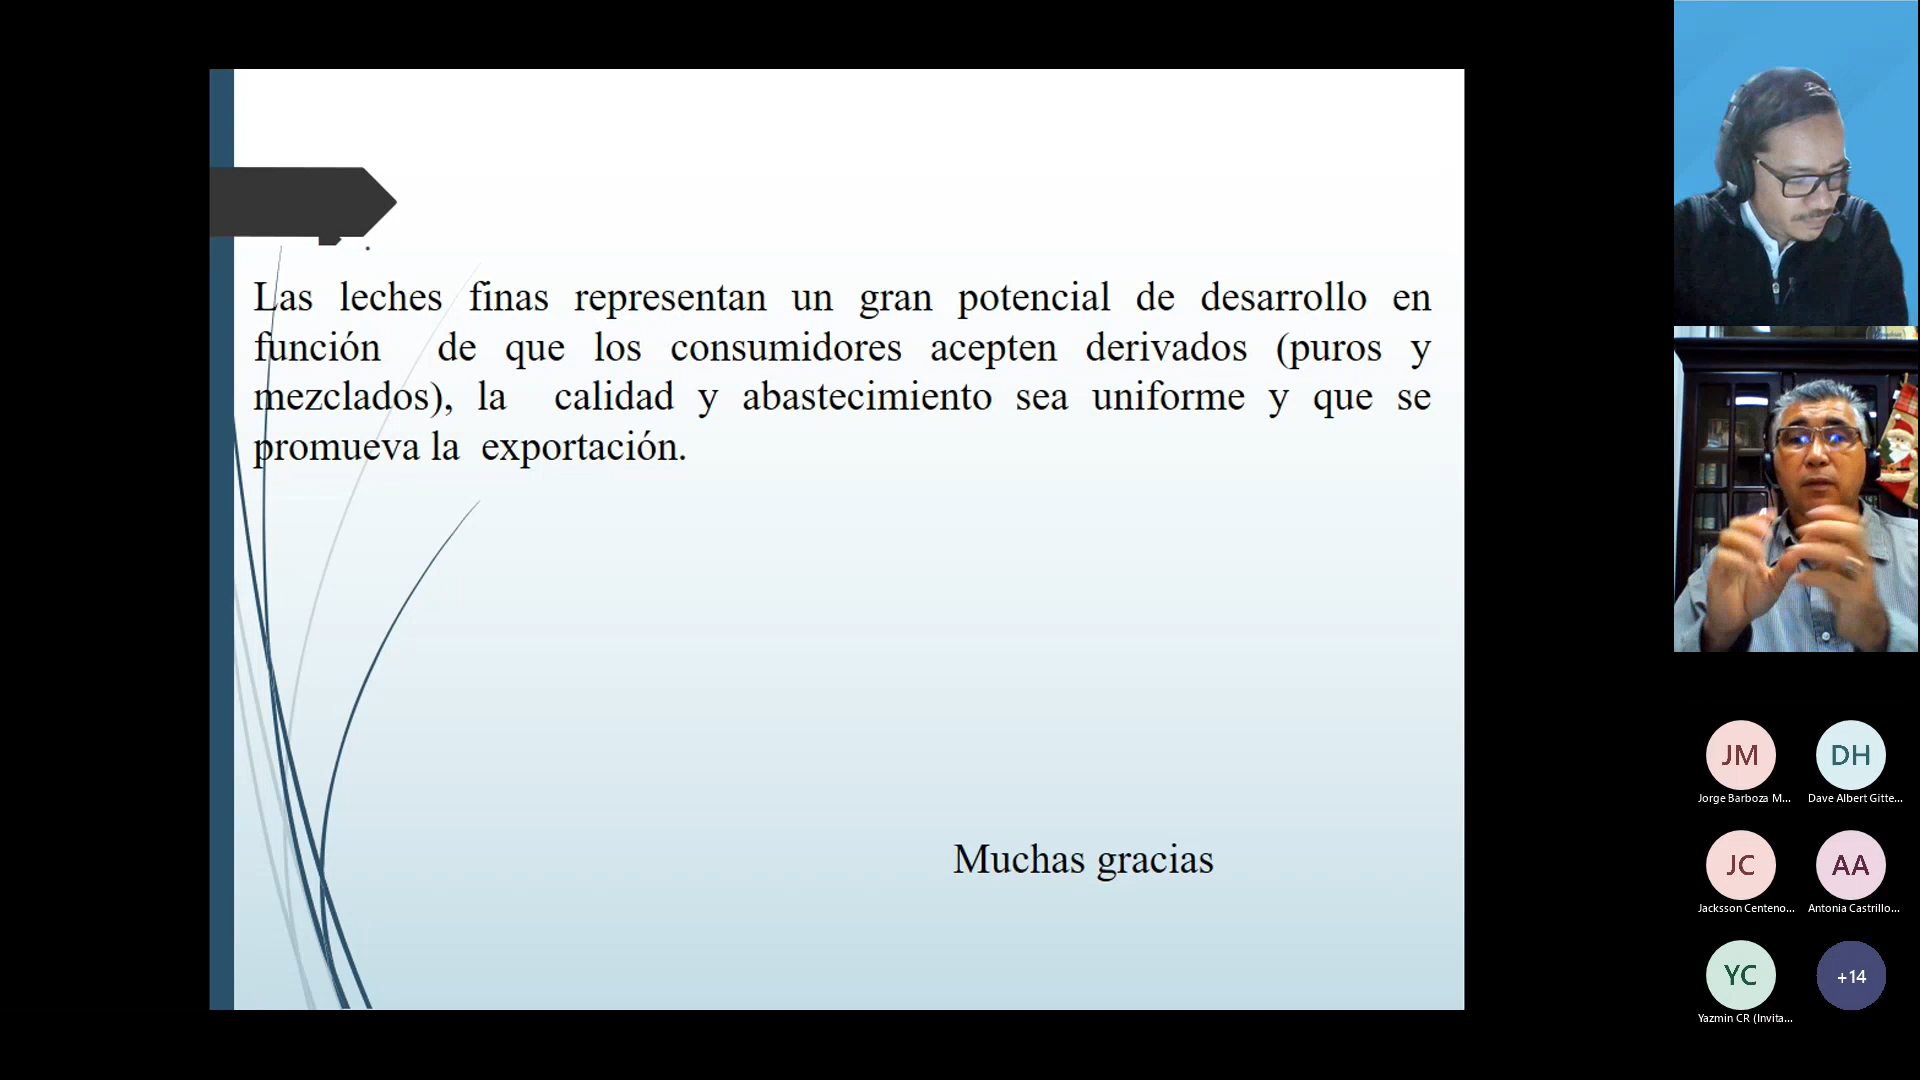 Las leches finas representan un gran potencial de desarrollo en
función de que los consumidores acepten derivados (puros y
mezclados), la calidad y abastecimiento sea uniforme y que se
promueva la exportación.
Muchas gracias
JM
Jorge Barboza M...
DH
Dave Albert Gitte...
JC
Jacksson Centeno...
AA
Antonia Castrillo...
YC
Yazmin CR (Invita...
+14